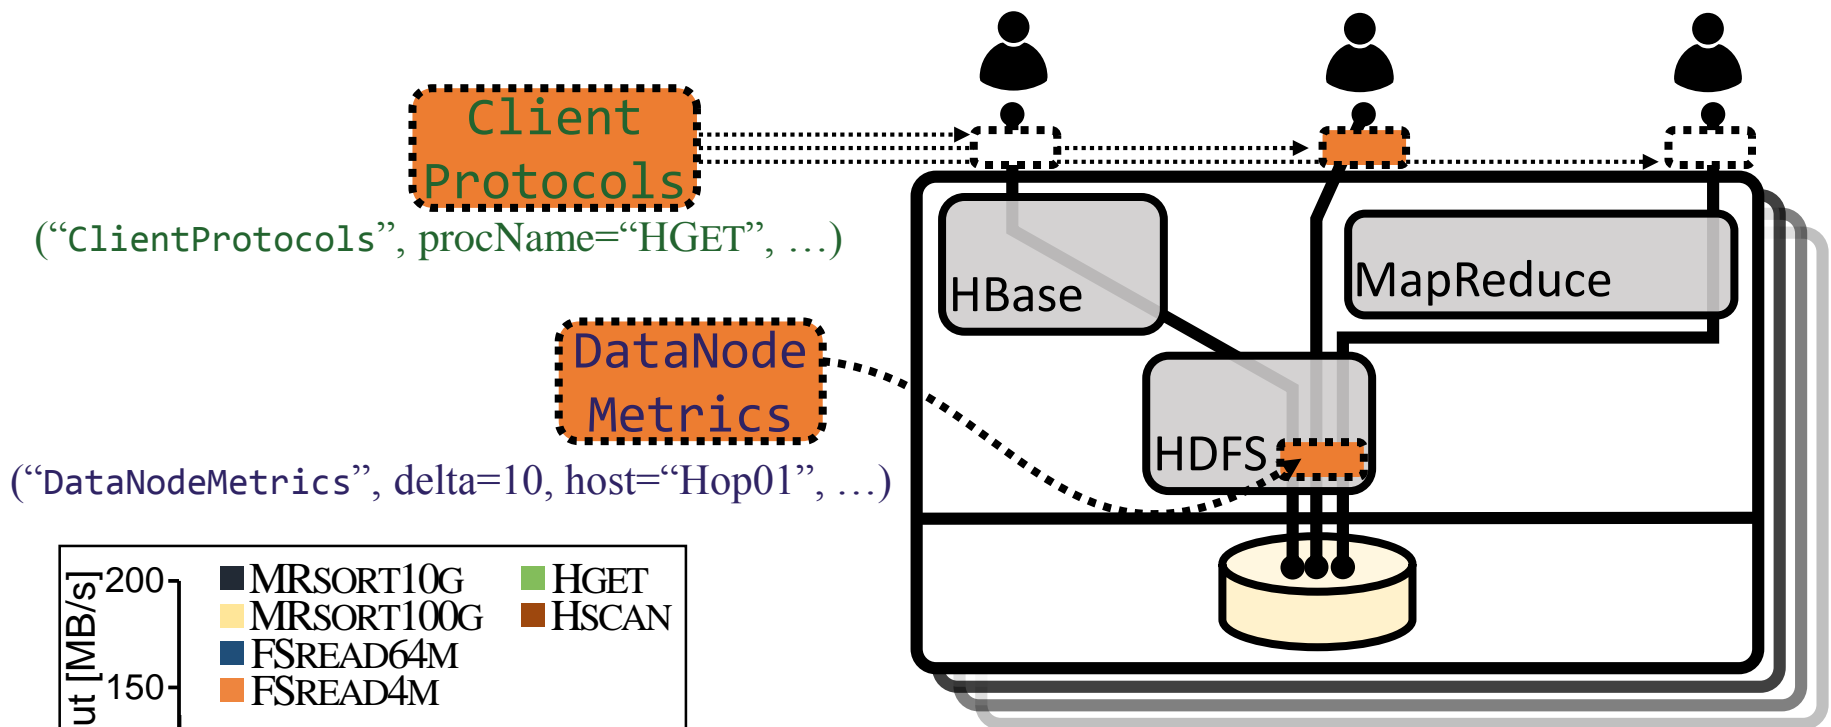 Client
Protocols
("ClientProtocols", procName="HGET", …)
HBase
MapReduce
DataNode
Metrics
HDFS
("DataNodeMetrics", delta=10, host="Hop01", …)
200
MRSORT10G
HGET
MRSORT100G
HSCAN
FSREAD64M
FSREAD4M
150
ut [MB/s]